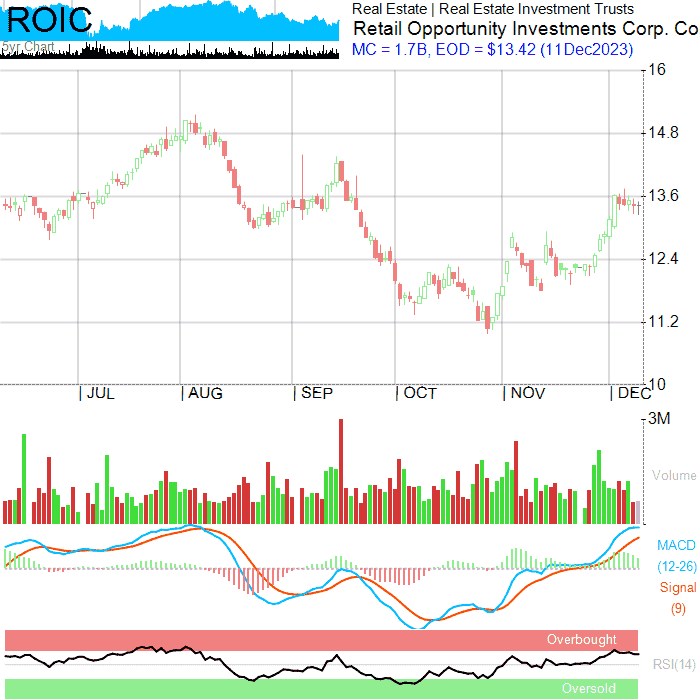 ROIC
5yr Chart
Real Estate | Real Estate Investment Trusts
Retail Opportunity Investments Corp. Co
MC = 1.7B, EOD = $13.42 (11Dec2023)
16
14.8
13.6
12.4
11.2
10
| JUL | AUG | SEP | OCT | NOV | DEC
3M
Volume
MACD
(12-26)
Signal
(9)
Overbought
RSI(14)
Oversold